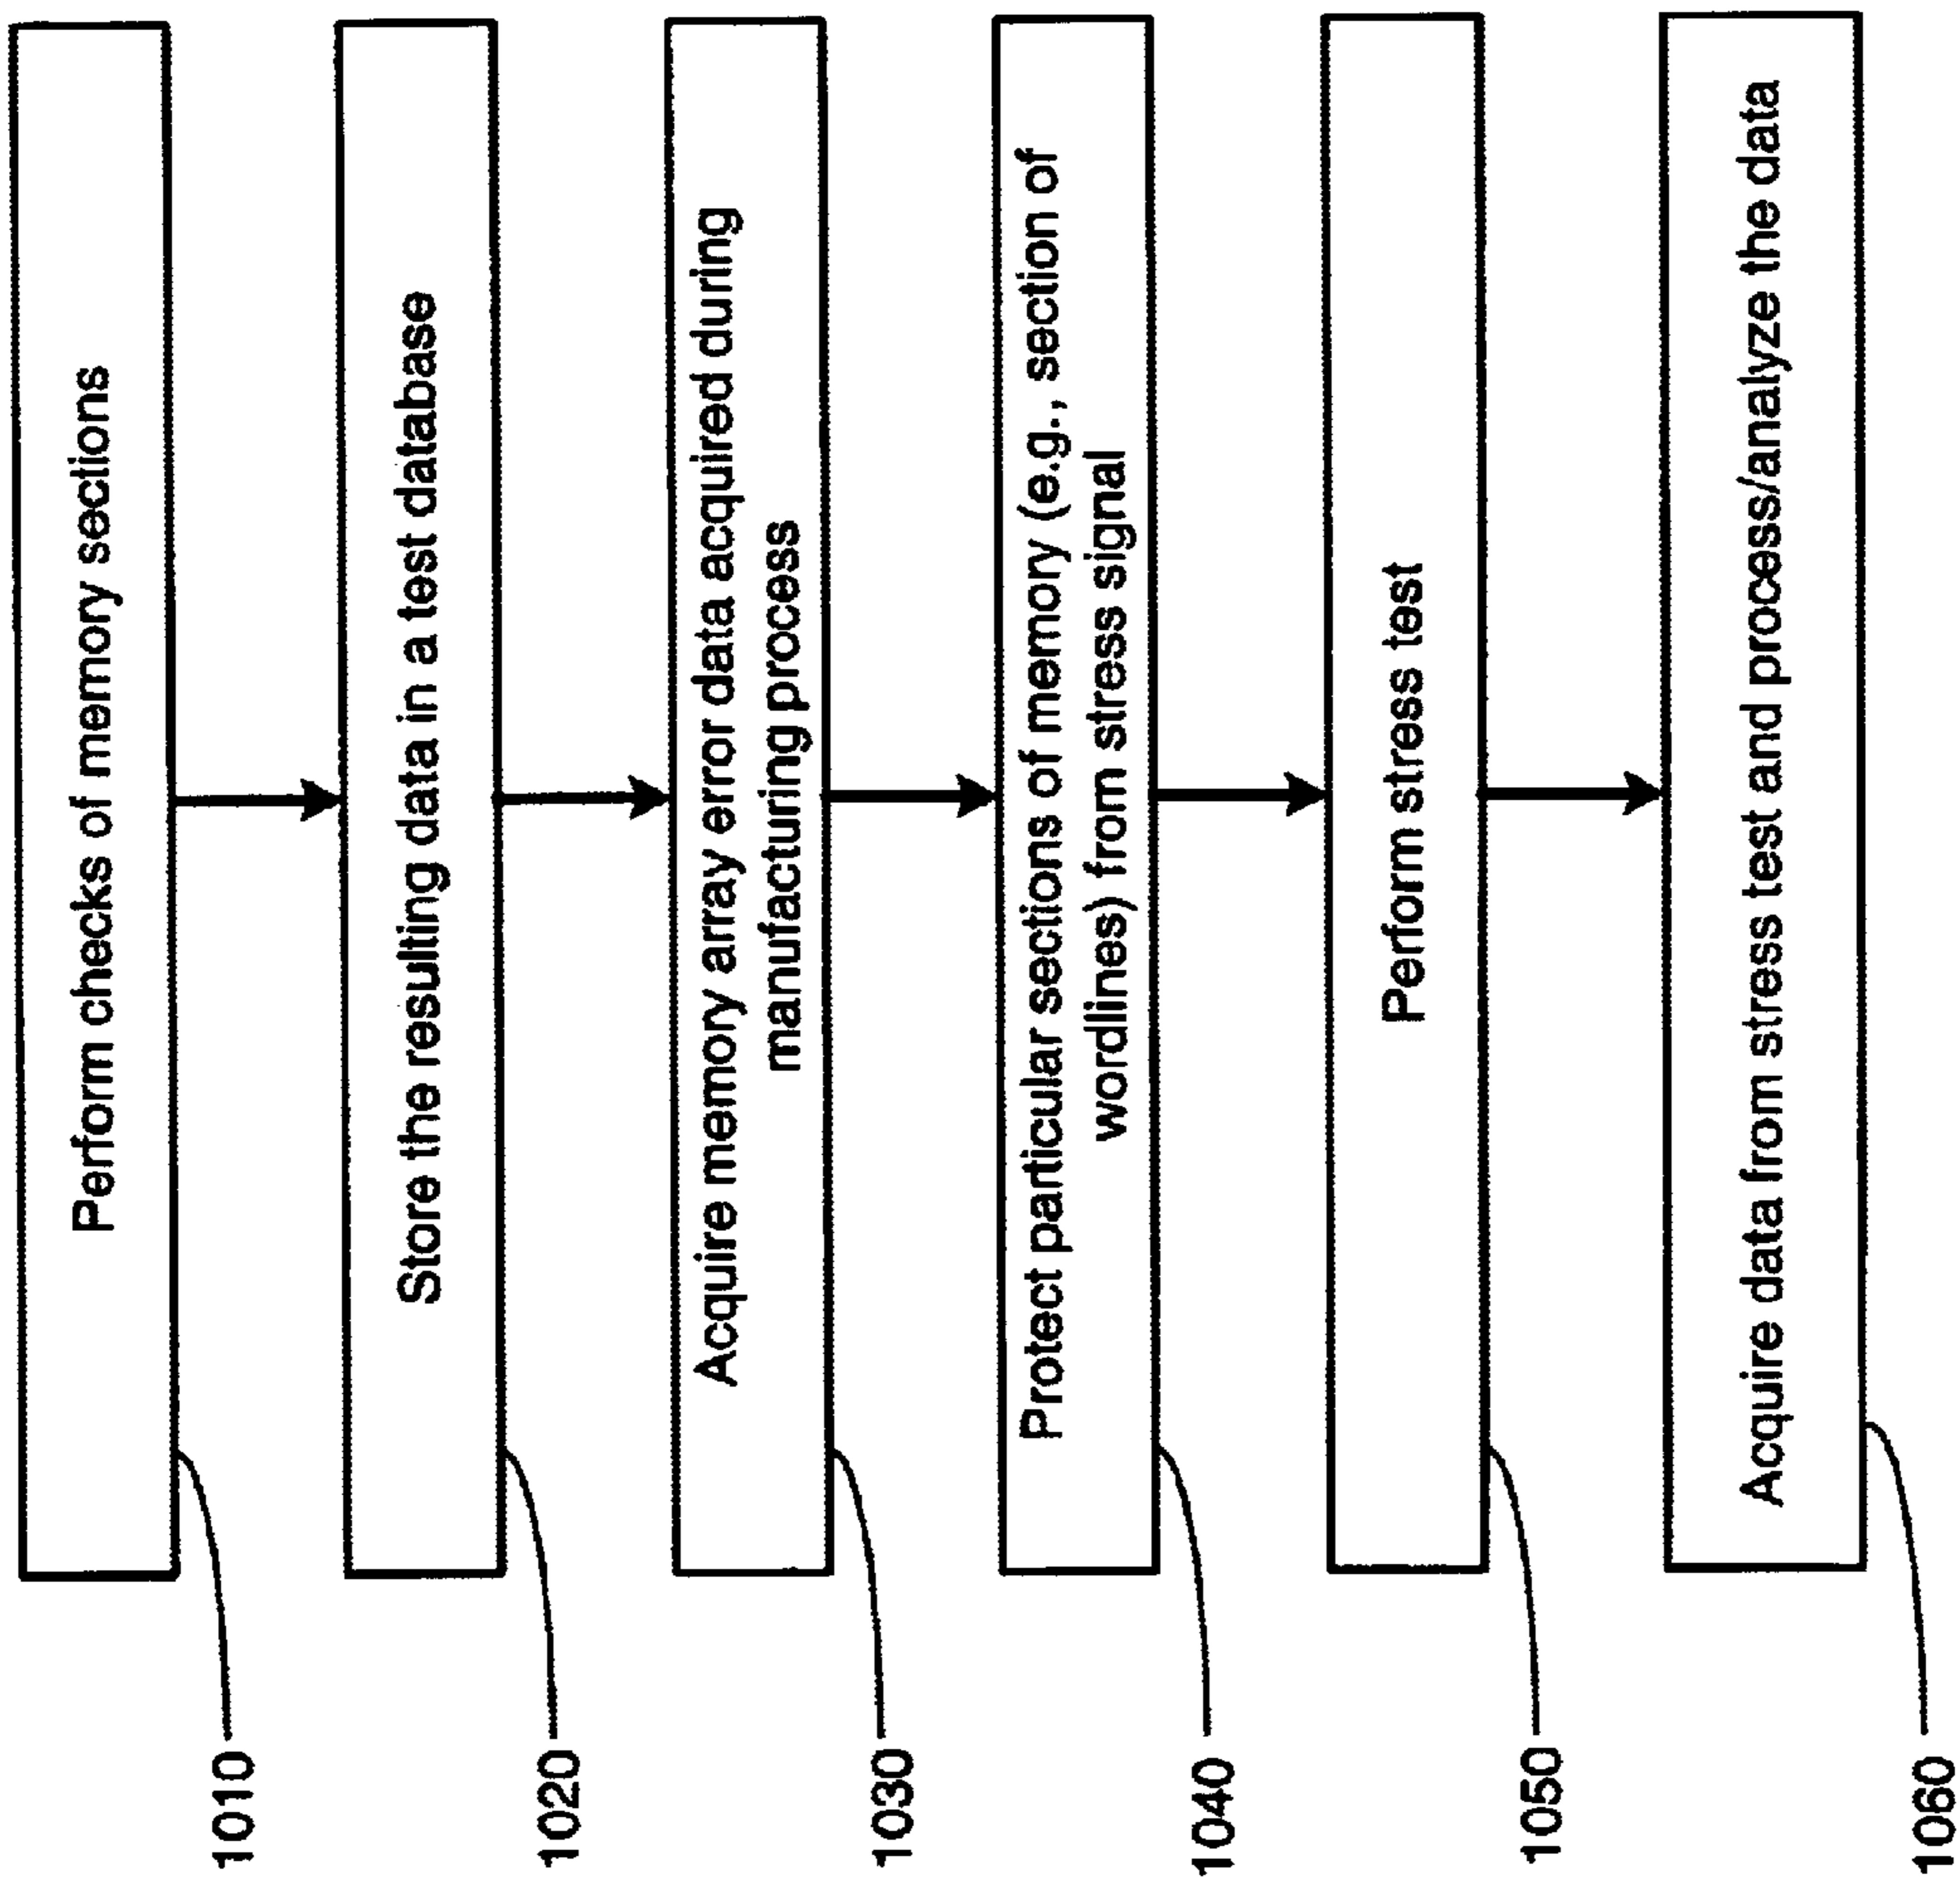 Perform checks of memory sections
1010
Store the resulting data in a test database
1020
Acquire memory array error data acquired during
manufacturing process
1030
Protect particular sections of memory (e.g., section of
wordlines) from stress signal
1040
Perform stress test
1050
Acquire data from stress test and process/analyze the data
1060